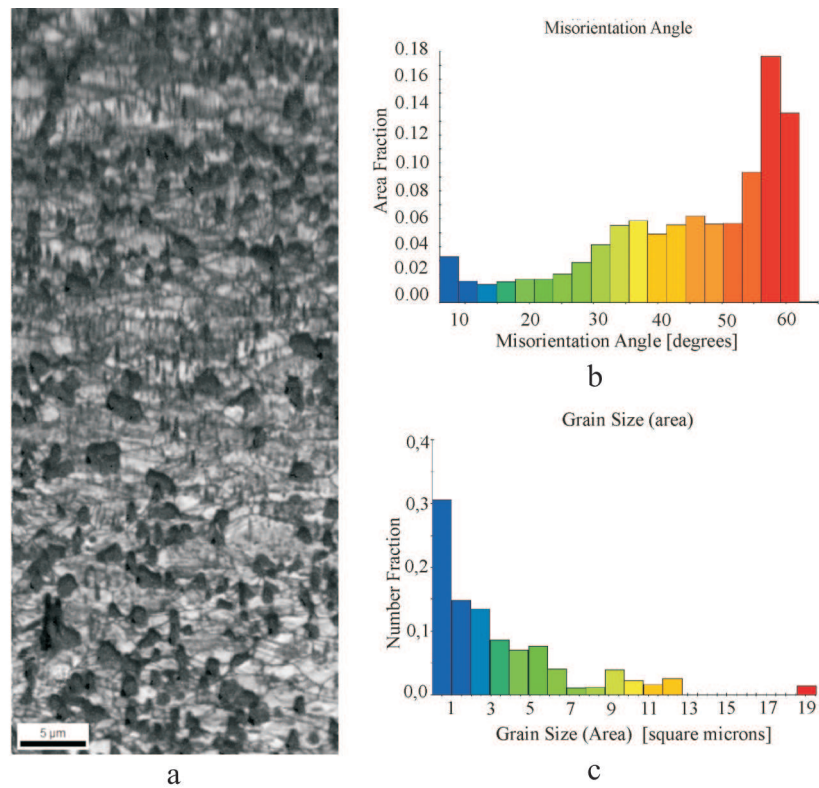 5 µm
a
Misorientation Angle
0.18
0.16
0.14
0.12
0.10
0.08
0.06
0.04
0.02
0.00
Area Fraction
10 20 30 40 50 60
Misorientation Angle [degrees]
b
Grain Size (area)
0,4
0,3
0,2
0,1
0,0
Number Fraction
1 3 5 7 9 11 13 15 17 19
Grain Size (Area) [square microns]
c